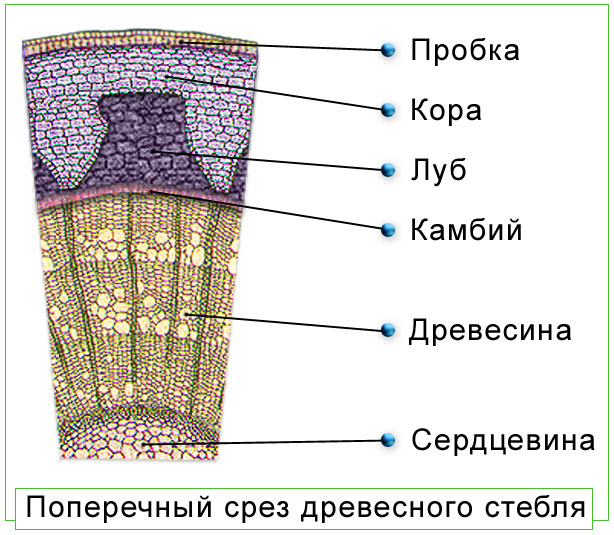 Пробка
Кора
Луб
Камбий
Древесина
Сердцевина
Поперечный срез древесного стебля